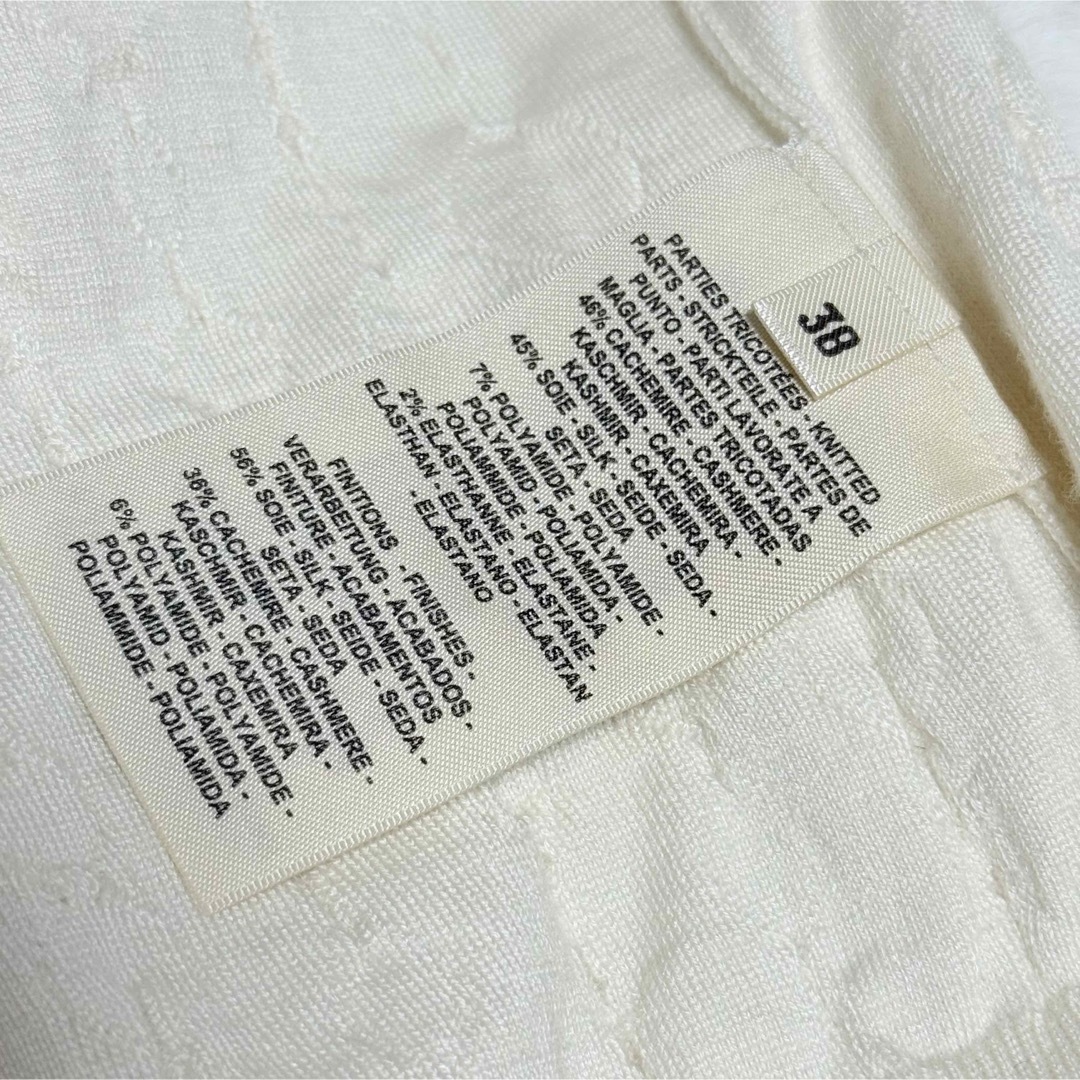 38
PARTIES TRICOTÉES - KNITTED
PARTS - STRICKTEILE - PARTES DE
PUNTO - PARTI LAVORATE A
MAGLIA - PARTES TRICOTADAS
46% CACHEMIRE - CASHMERE -
KASCHMIR - CACHEMIRA -
KASHMIR - CAXEMIRA
45% SOIE - SILK - SEIDE - SEDA -
SETA - SEDA
7% POLYAMIDE - POLYAMIDE -
POLYAMID - POLIAMIDA -
POLIAMMIDE - POLIAMIDA
2% ELASTHANNE - ELASTANE -
ELASTHAN - ELASTANO - ELASTAN
- ELASTANO
FINITIONS - FINISHES -
VERARBEITUNG - ACABADOS -
FINITURE - ACABAMENTOS
56% SOIE - SILK - SEIDE - SEDA -
SETA - SEDA
36% CACHEMIRE - CASHMERE -
KASCHMIR - CACHEMIRA -
KASHMIR - CAXEMIRA
6% POLYAMIDE - POLYAMIDE -
POLYAMID - POLIAMIDA -
POLIAMMIDE - POLIAMIDA